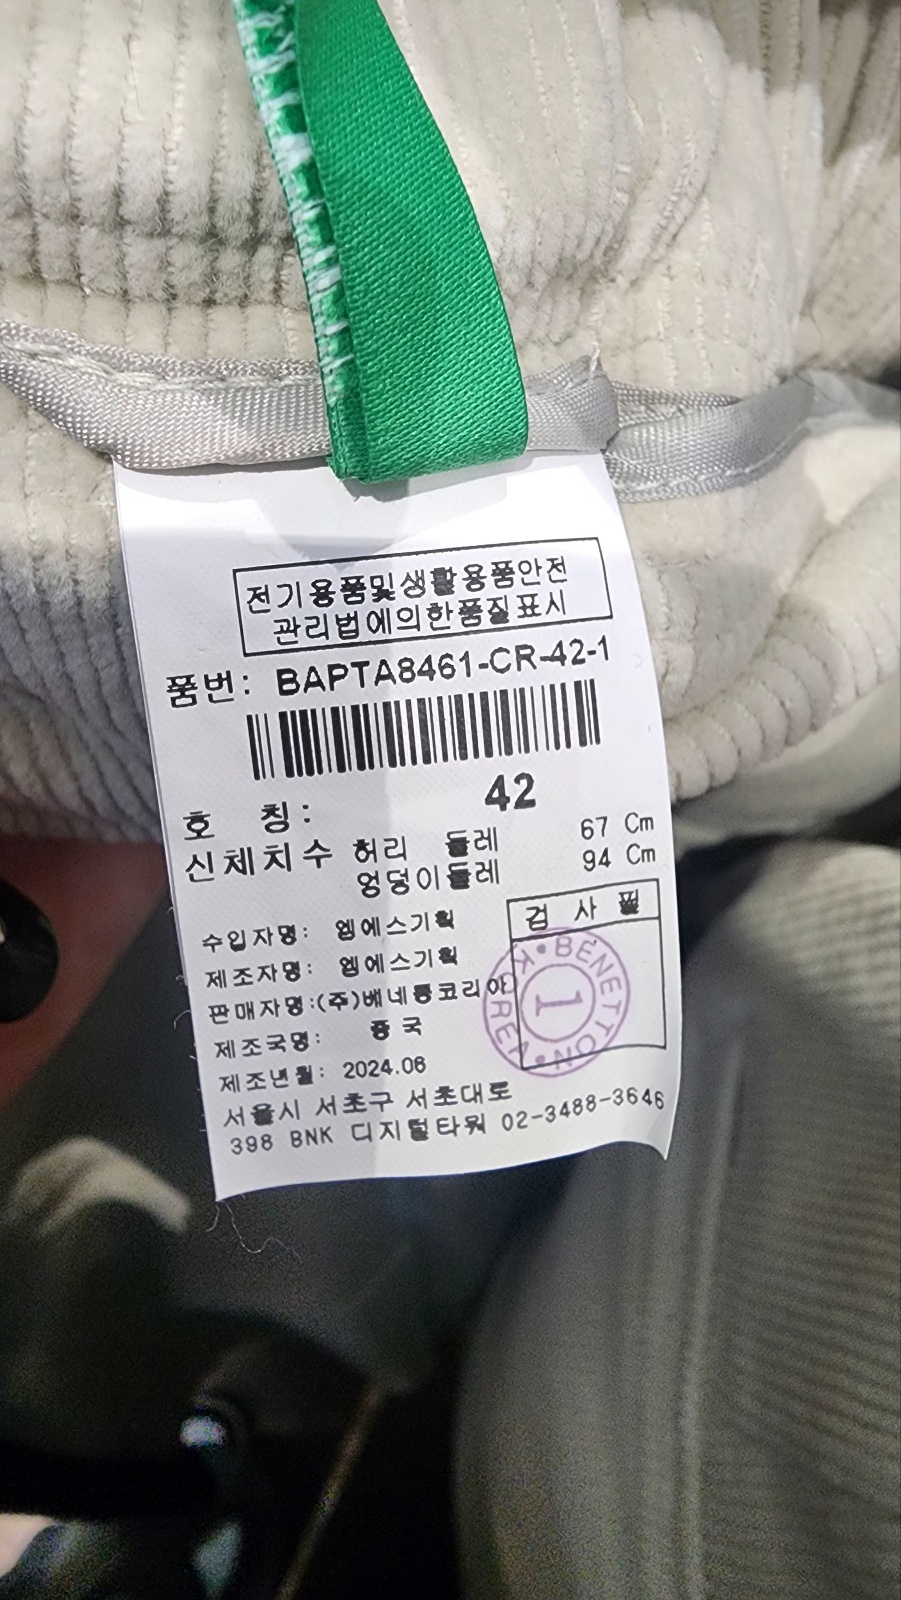 전기용품및생활용품안전
관리법에의한품질표시
품번: BAPTA8461-CR-42-1
호 칭: 42
신체치수 허리 둘레 67 Cm
엉덩이둘레 94 Cm
검 사 필
수입자명: 엠에스기획
제조자명: 엠에스기획
판매자명:(주)베네통코리아
제조국명: 중국
제조년월: 2024.06
BENETTON KOREA
1
서울시 서초구 서초대로
398 BNK 디지털타워 02-3488-3646